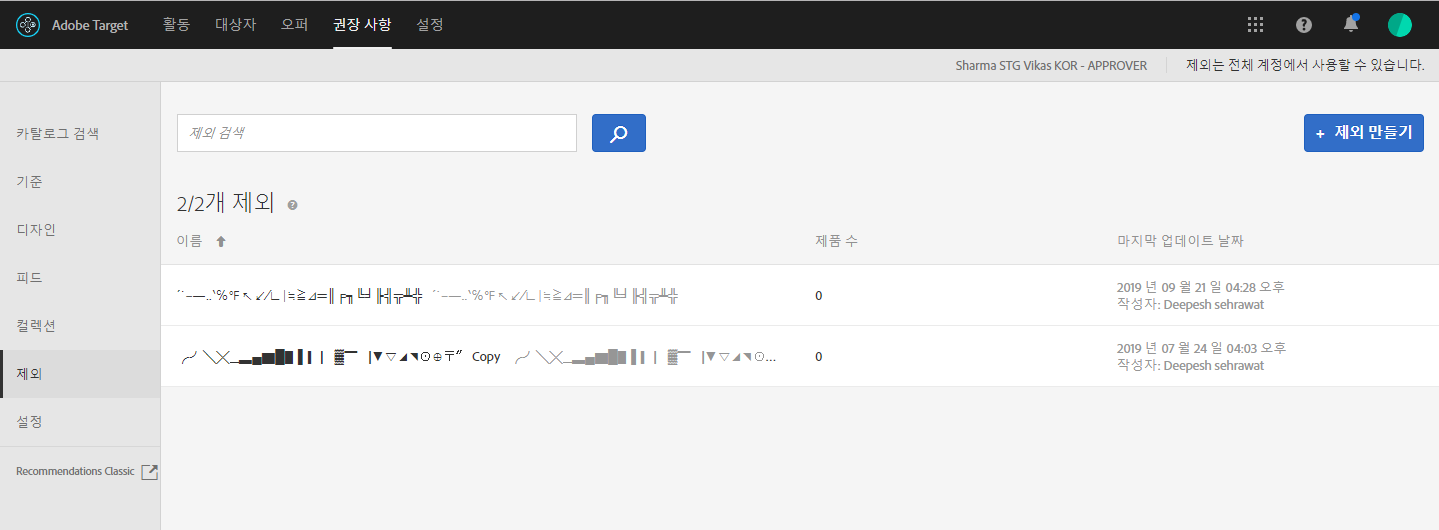 Adobe Target 활동 대상자 오퍼 권장 사항 설정
Sharma STG Vikas KOR - APPROVER 제외는 전체 계정에서 사용할 수 있습니다.
카탈로그 검색
기준
디자인
피드
컬렉션
제외
설정
Recommendations Classic
제외 검색
+ 제외 만들기
2/2개 제외
이름 제품 수 마지막 업데이트 날짜
0
2019 년 09 월 21 일 04:28 오후
작성자: Deepesh sehrawat
Copy
0
2019 년 07 월 24 일 04:03 오후
작성자: Deepesh sehrawat